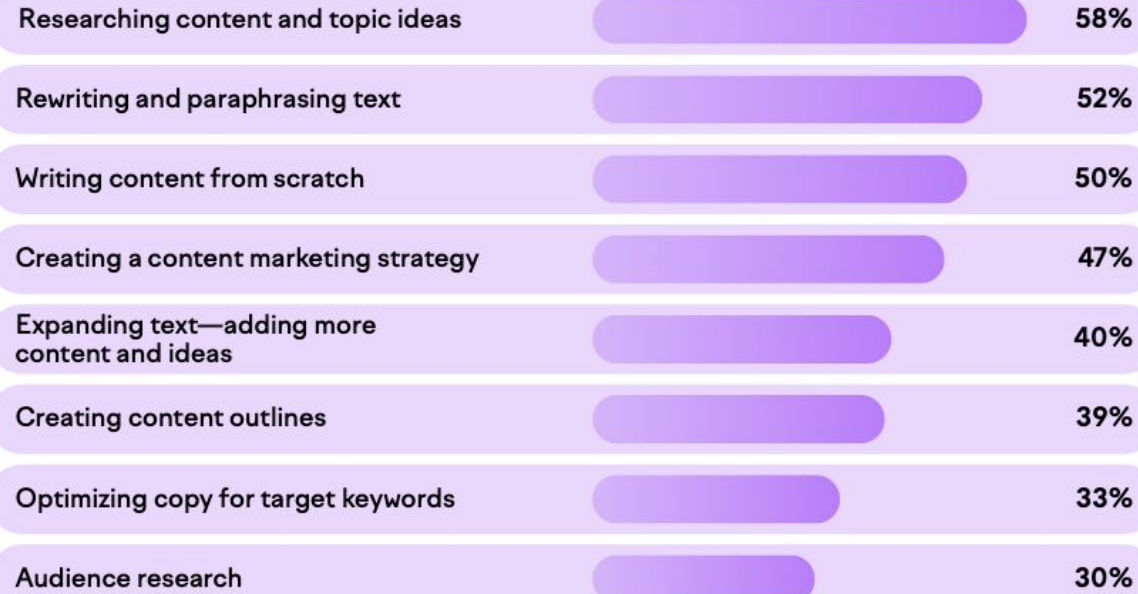 Researching content and topic ideas 58%
Rewriting and paraphrasing text 52%
Writing content from scratch 50%
Creating a content marketing strategy 47%
Expanding text—adding more
content and ideas 40%
Creating content outlines 39%
Optimizing copy for target keywords 33%
Audience research 30%